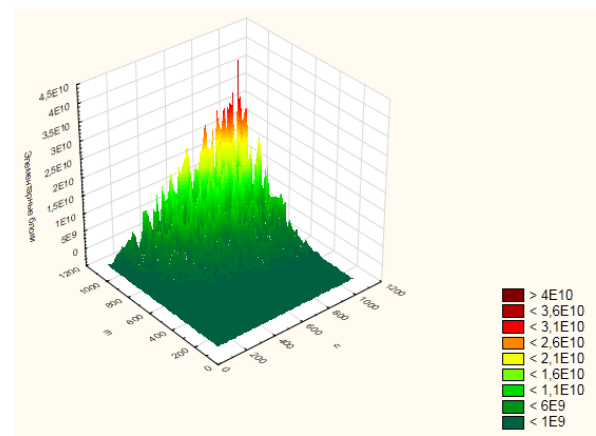 4,5E10
4E10
3,5E10
3E10
2,5E10
2E10
1,5E10
1E10
5E9
0
Элементарные блоки
1200
1000
800
600
400
200
0
m
0
200
400
600
800
1000
1200
n
> 4E10
< 3,6E10
< 3,1E10
< 2,6E10
< 2,1E10
< 1,6E10
< 1,1E10
< 6E9
< 1E9